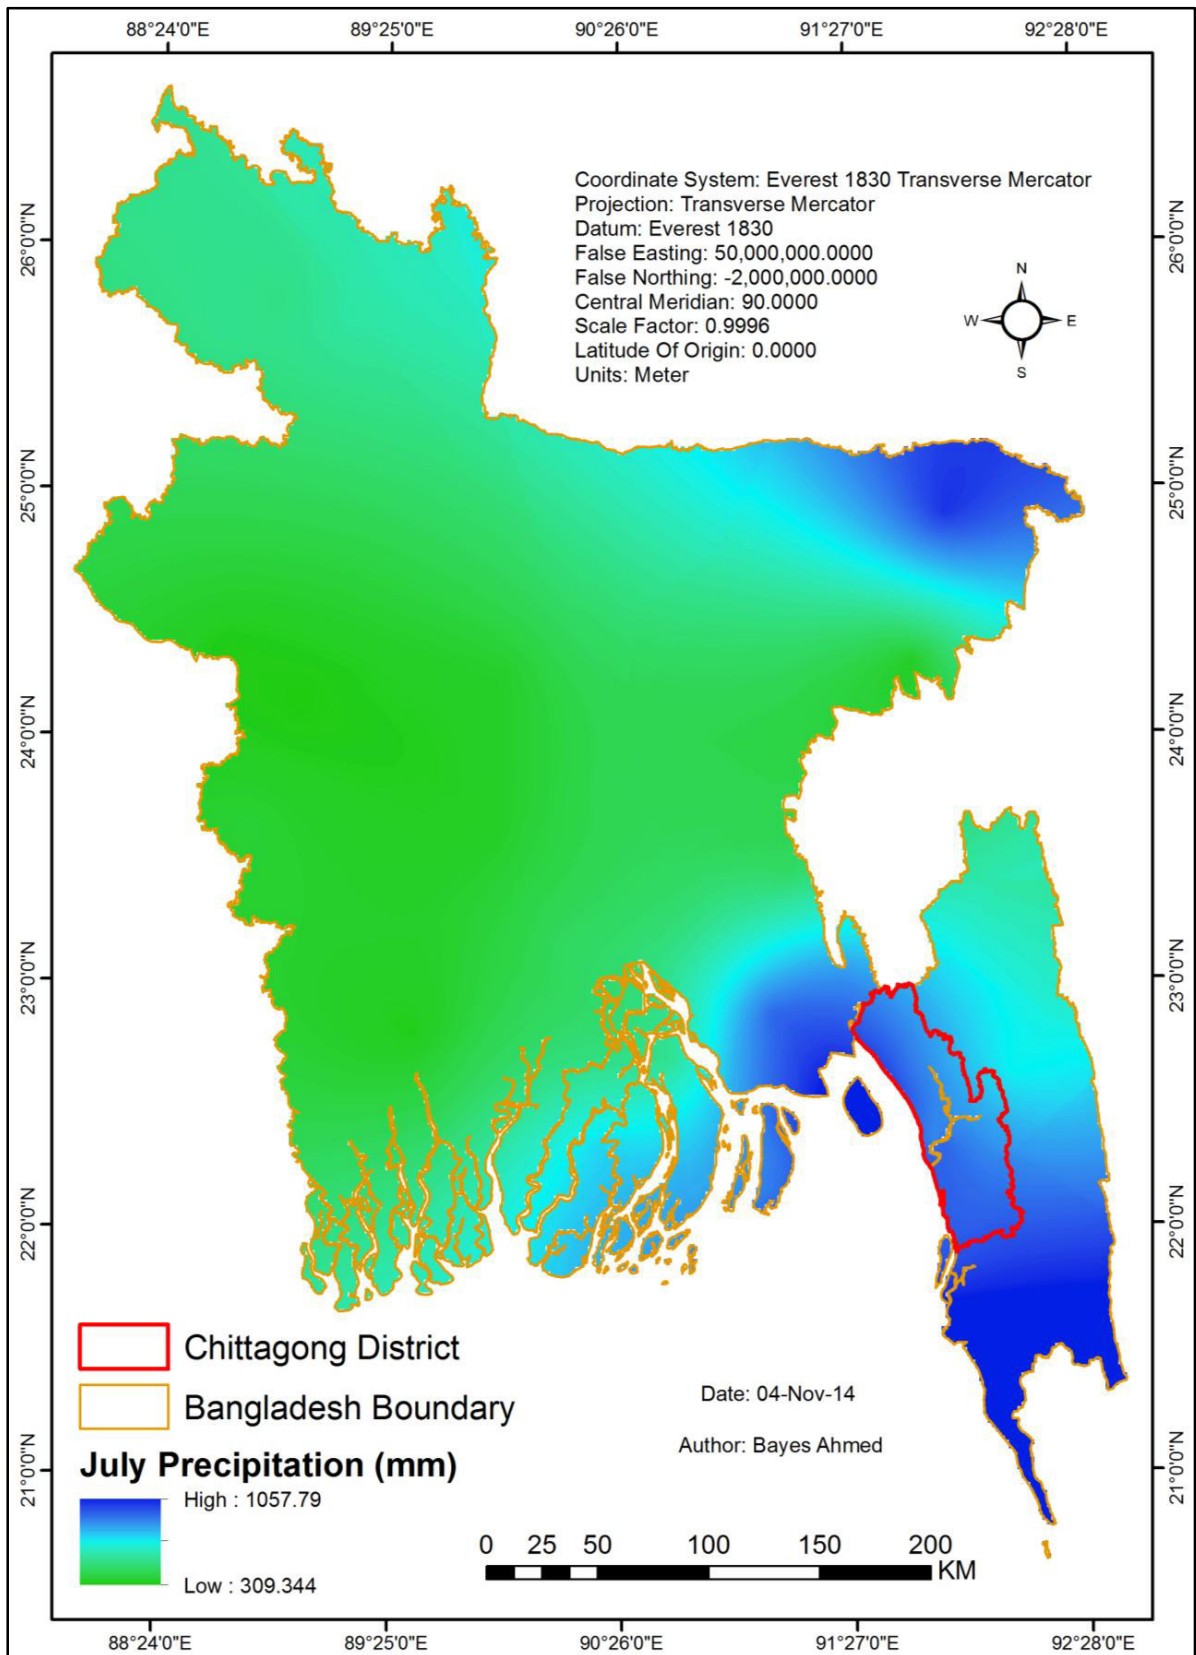 88°24'0"E 89°25'0"E 90°26'0"E 91°27'0"E 92°28'0"E
Coordinate System: Everest 1830 Transverse Mercator
Projection: Transverse Mercator
Datum: Everest 1830
False Easting: 50,000,000.0000
False Northing: -2,000,000.0000
Central Meridian: 90.0000
Scale Factor: 0.9996
Latitude Of Origin: 0.0000
Units: Meter
N
W E
S
26°0'0"N 26°0'0"N
25°0'0"N 25°0'0"N
24°0'0"N 24°0'0"N
23°0'0"N 23°0'0"N
22°0'0"N 22°0'0"N
21°0'0"N 21°0'0"N
Chittagong District
Bangladesh Boundary
Date: 04-Nov-14
Author: Bayes Ahmed
July Precipitation (mm)
High : 1057.79
Low : 309.344
0 25 50 100 150 200
KM
88°24'0"E 89°25'0"E 90°26'0"E 91°27'0"E 92°28'0"E